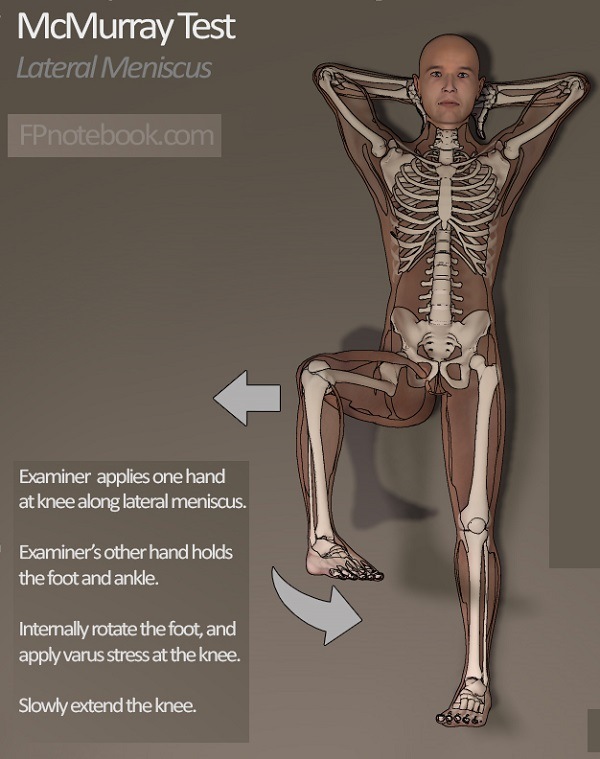 McMurray Test
Lateral Meniscus
FPnotebook.com
Examiner applies one hand
at knee along lateral meniscus.
Examiner's other hand holds
the foot and ankle.
Internally rotate the foot, and
apply varus stress at the knee.
Slowly extend the knee.